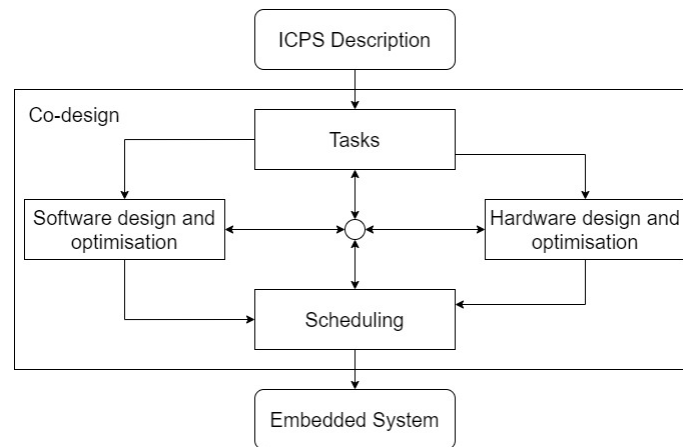 ICPS Description
Co-design
Tasks
Software design and
optimisation
Hardware design and
optimisation
Scheduling
Embedded System